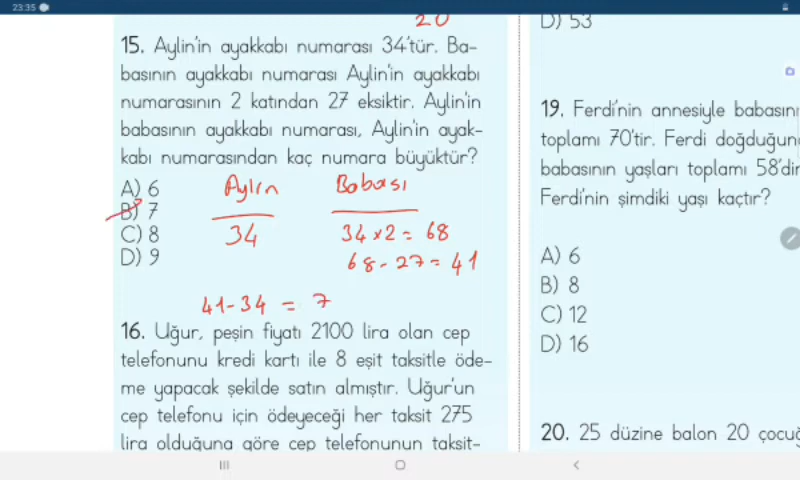 23:35
20
15. Aylin'in ayakkabı numarası 34'tür. Ba-
basının ayakkabı numarası Aylin'in ayakkabı
numarasının 2 katından 27 eksiktir. Aylin'in
babasının ayakkabı numarası, Aylin'in ayak-
kabı numarasından kaç numara büyüktür?
A) 6
B) 7
C) 8
D) 9
Aylin
34
Babası
34 x 2 = 68
68 - 27 = 41
41 - 34 = 7
16. Uğur, peşin fiyatı 2100 lira olan cep
telefonunu kredi kartı ile 8 eşit taksitle öde-
me yapacak şekilde satın almıştır. Uğur'un
cep telefonu için ödeyeceği her taksit 275
lira olduğuna göre cep telefonunun taksit-
D) 53
19. Ferdi'nin annesiyle babasını
toplamı 70'tir. Ferdi doğduğun
babasının yaşları toplamı 58'dir
Ferdi'nin şimdiki yaşı kaçtır?
A) 6
B) 8
C) 12
D) 16
20. 25 düzine balon 20 çocuğ